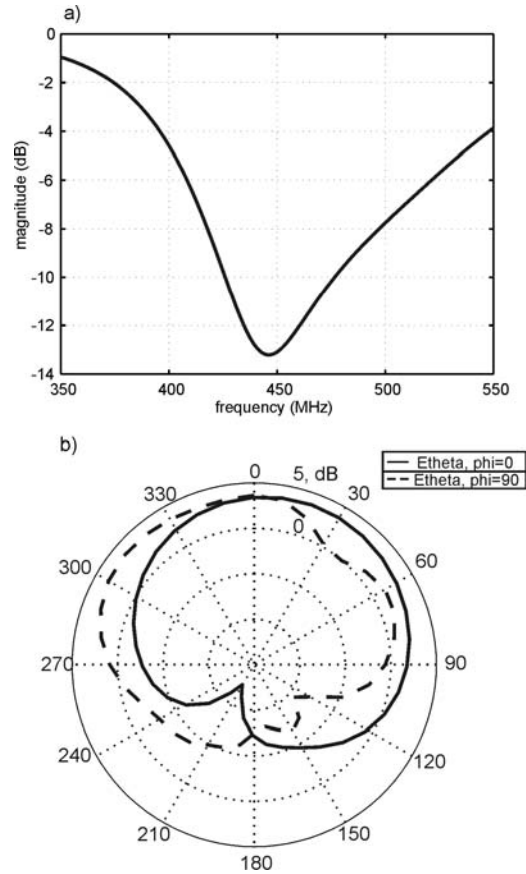 a)
0
-2
-4
-6
-8
-10
-12
-14
magnitude (dB)
350 400 450 500 550
frequency (MHz)
b)
Etheta, phi=0
Etheta, phi=90
0 5, dB
330 30
0
300 60
270 90
240 120
210 150
180